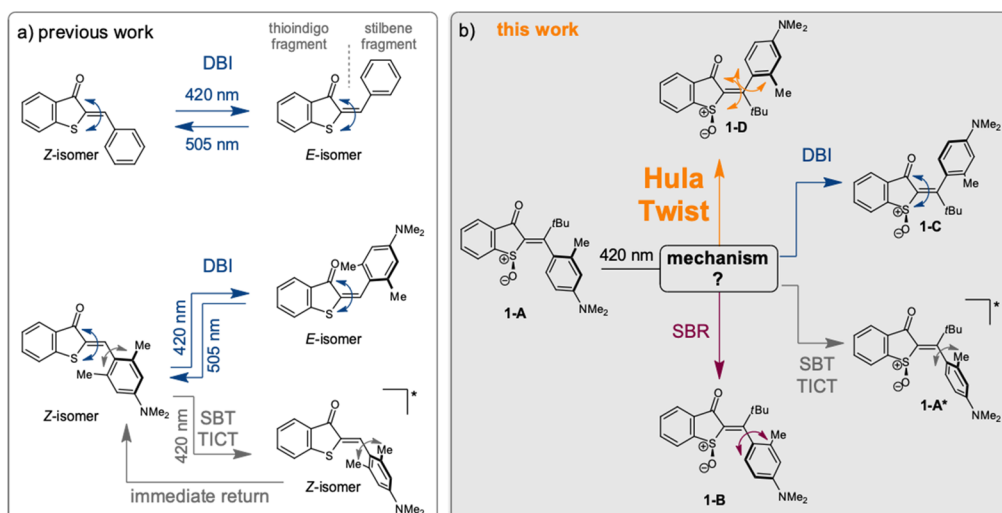 a) previous work
thioindigo
fragment
stilbene
fragment
O
S
Z-isomer
DBI
420 nm
505 nm
O
S
E-isomer
O
S
Me
Me
NMe₂
Z-isomer
DBI
420 nm
505 nm
NMe₂
O
Me
Me
S
E-isomer
420 nm
SBT
TICT
*
O
S
Me
Me
NMe₂
Z-isomer
immediate return
b) this work
NMe₂
O
Me
S
+
⊖O
tBu
1-D
Hula
Twist
DBI
NMe₂
O
Me
S
+
⊖O
tBu
1-C
O
tBu
Me
S
+
⊖O
NMe₂
1-A
420 nm
mechanism
?
SBR
SBT
TICT
*
O
tBu
Me
S
+
⊖O
NMe₂
1-A*
O
tBu
Me
S
+
⊖O
NMe₂
1-B